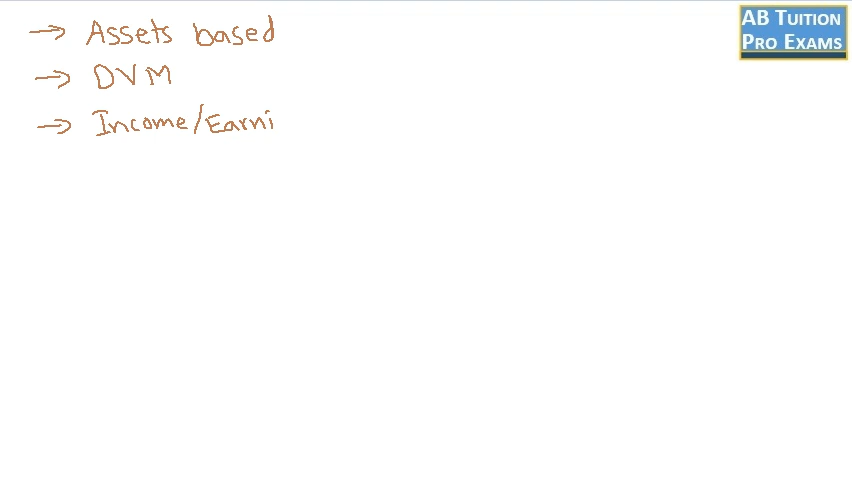 → Assets based
→ DVM
→ Income/Earni
AB TUITION
PRO EXAMS